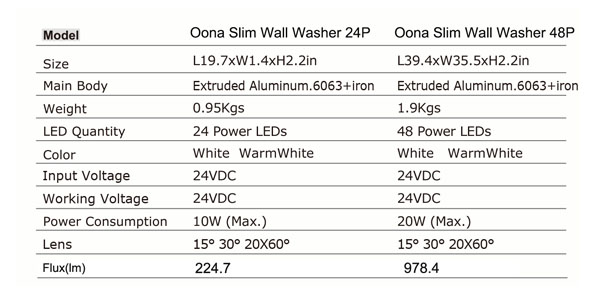 Model Oona Slim Wall Washer 24P Oona Slim Wall Washer 48P
Size L19.7xW1.4xH2.2in L39.4xW35.5xH2.2in
Main Body Extruded Aluminum.6063+iron Extruded Aluminum.6063+iron
Weight 0.95Kgs 1.9Kgs
LED Quantity 24 Power LEDs 48 Power LEDs
Color White WarmWhite White WarmWhite
Input Voltage 24VDC 24VDC
Working Voltage 24VDC 24VDC
Power Consumption 10W (Max.) 20W (Max.)
Lens 15° 30° 20X60° 15° 30° 20X60°
Flux(lm) 224.7 978.4